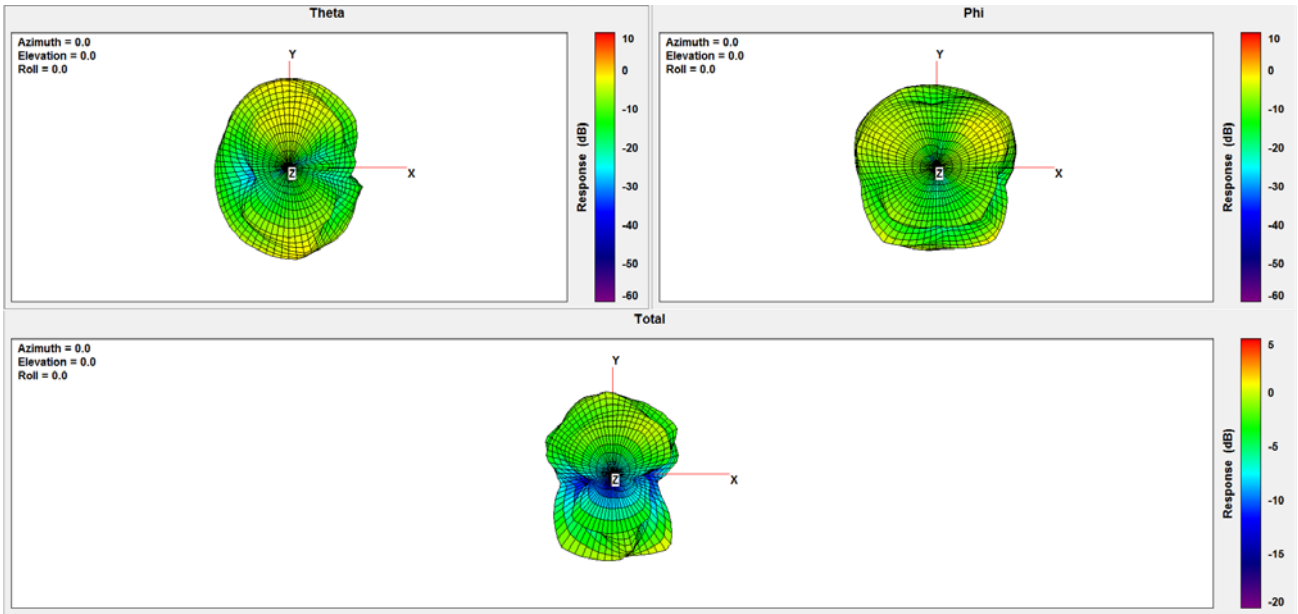 Theta
Azimuth = 0.0
Elevation = 0.0
Roll = 0.0
Y
X
Z
Response (dB)
10
0
-10
-20
-30
-40
-50
-60
Phi
Azimuth = 0.0
Elevation = 0.0
Roll = 0.0
Y
X
Z
Response (dB)
10
0
-10
-20
-30
-40
-50
-60
Total
Azimuth = 0.0
Elevation = 0.0
Roll = 0.0
Y
X
Z
Response (dB)
5
0
-5
-10
-15
-20